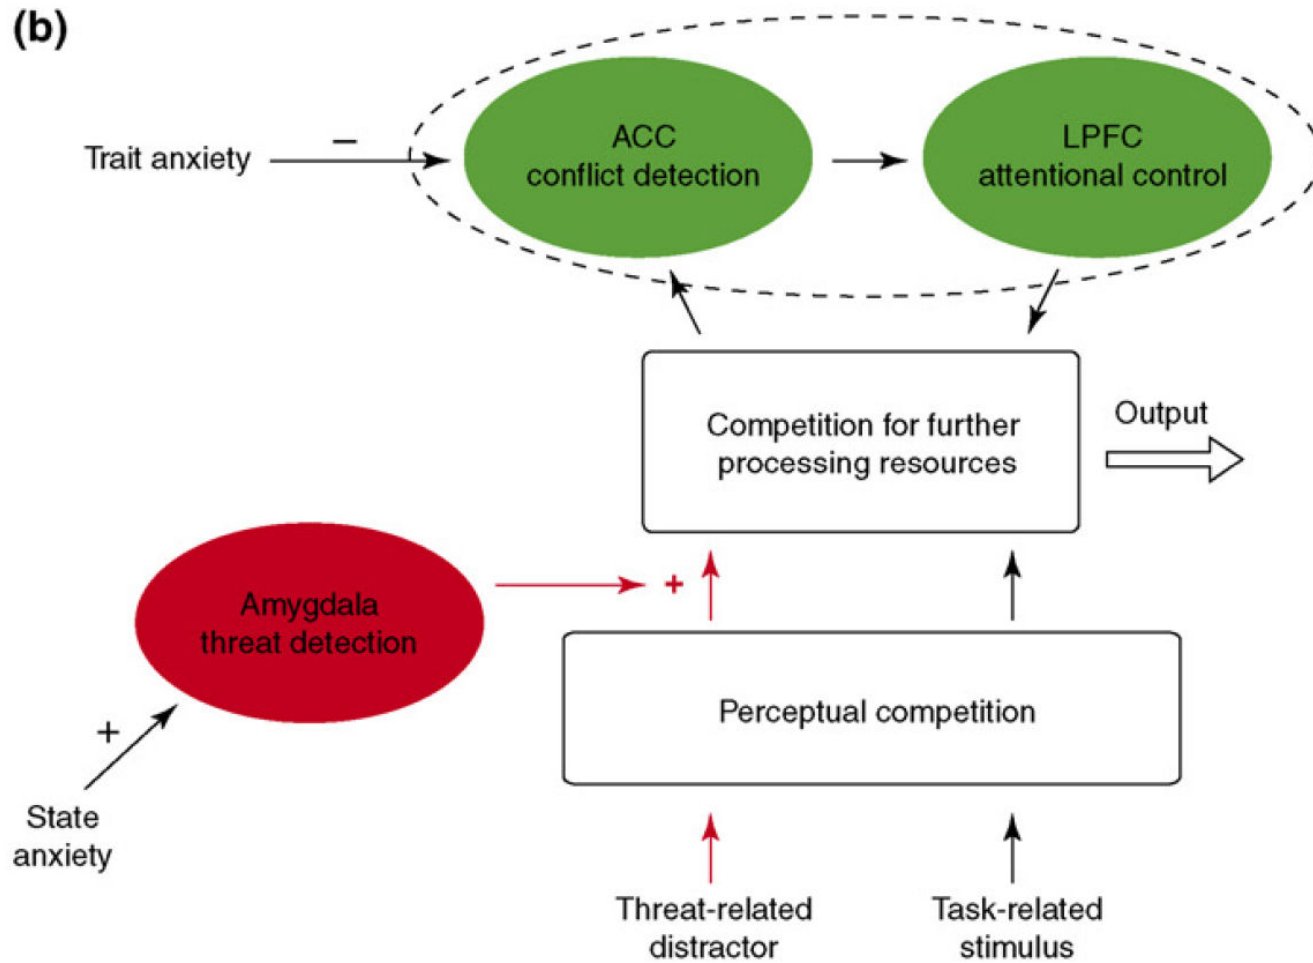 (b)
Trait anxiety
–
ACC
conflict detection
LPFC
attentional control
Competition for further
processing resources
Output
Amygdala
threat detection
+
Perceptual competition
+
State
anxiety
Threat-related
distractor
Task-related
stimulus